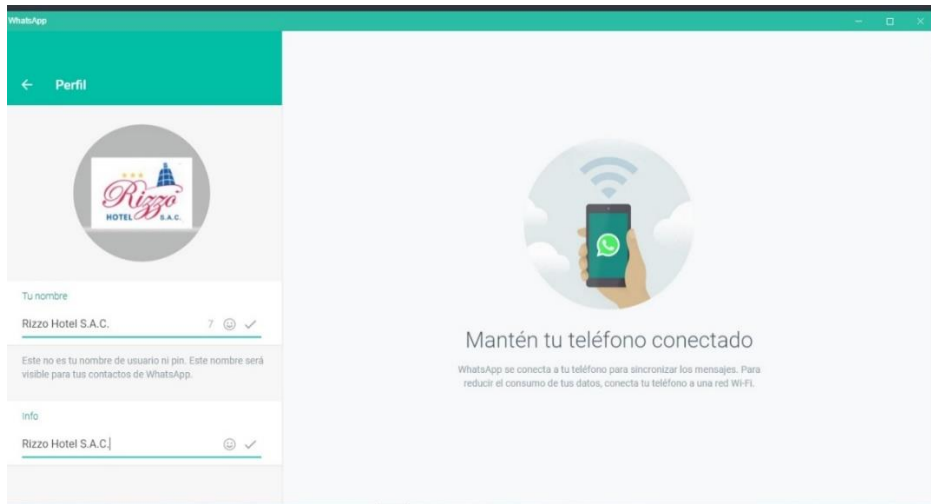 WhatsApp
Perfil
Rizzo
HOTEL S.A.C.
Tu nombre
Rizzo Hotel S.A.C.
7
Este no es tu nombre de usuario ni pin. Este nombre será
visible para tus contactos de WhatsApp.
Info
Rizzo Hotel S.A.C.
Mantén tu teléfono conectado
WhatsApp se conecta a tu teléfono para sincronizar los mensajes. Para
reducir el consumo de tus datos, conecta tu teléfono a una red Wi-Fi.